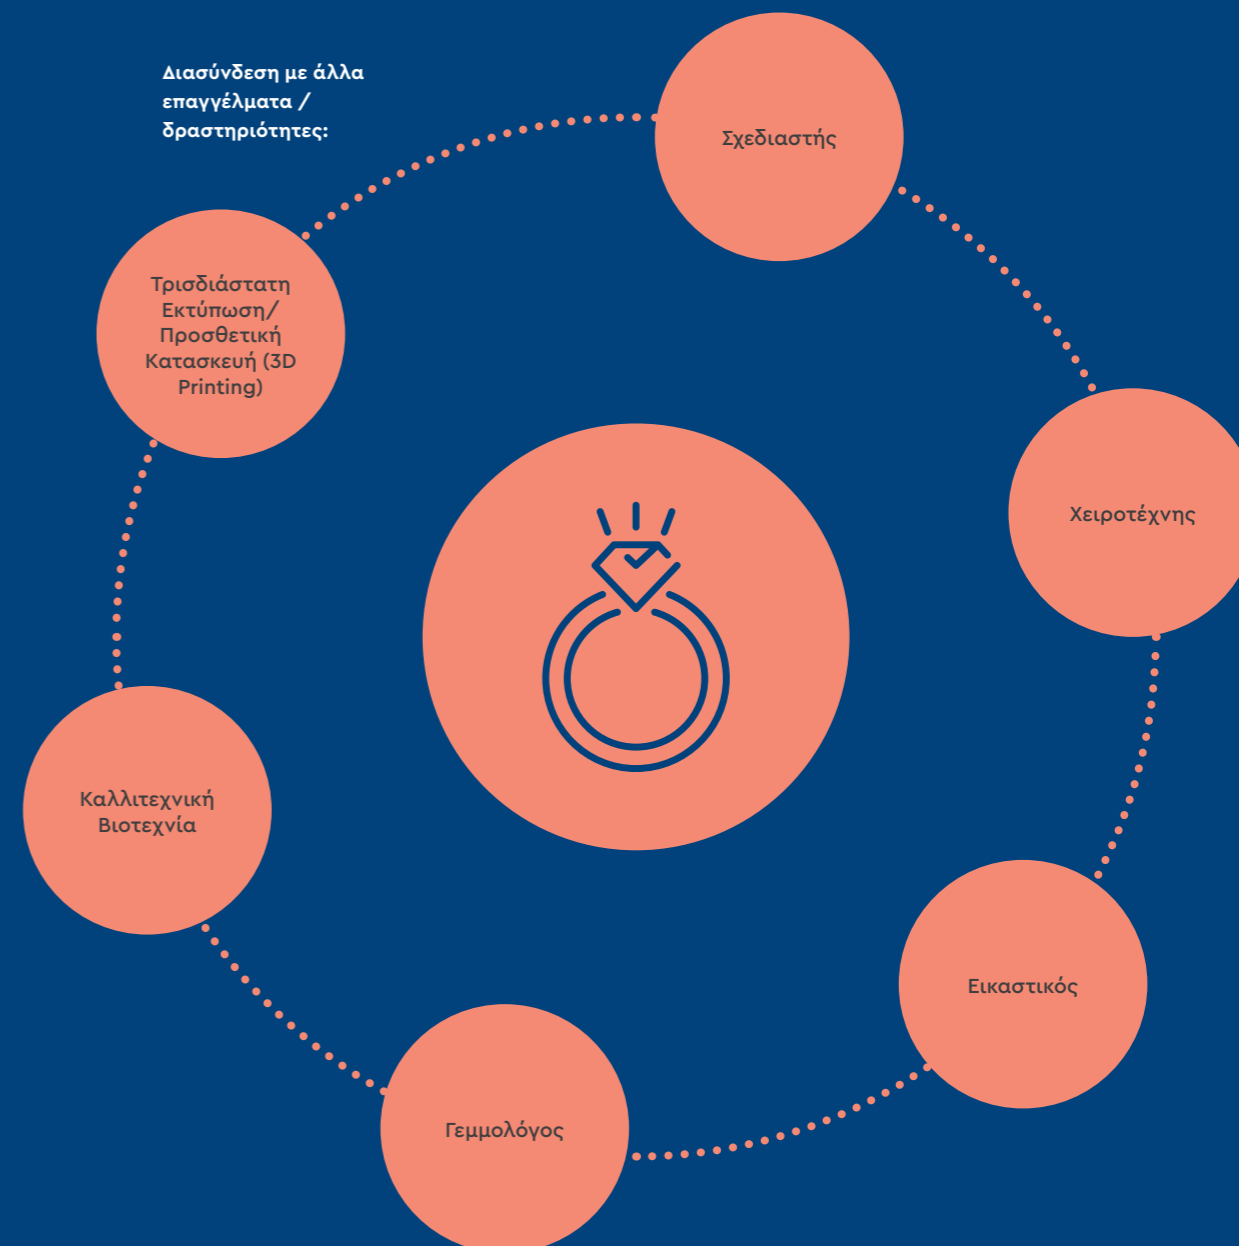 Διασύνδεση με άλλα
επαγγέλματα /
δραστηριότητες:
Σχεδιαστής
Τρισδιάστατη
Εκτύπωση/
Προσθετική
Κατασκευή (3D
Printing)
Χειροτέχνης
Καλλιτεχνική
Βιοτεχνία
Εικαστικός
Γεμμολόγος